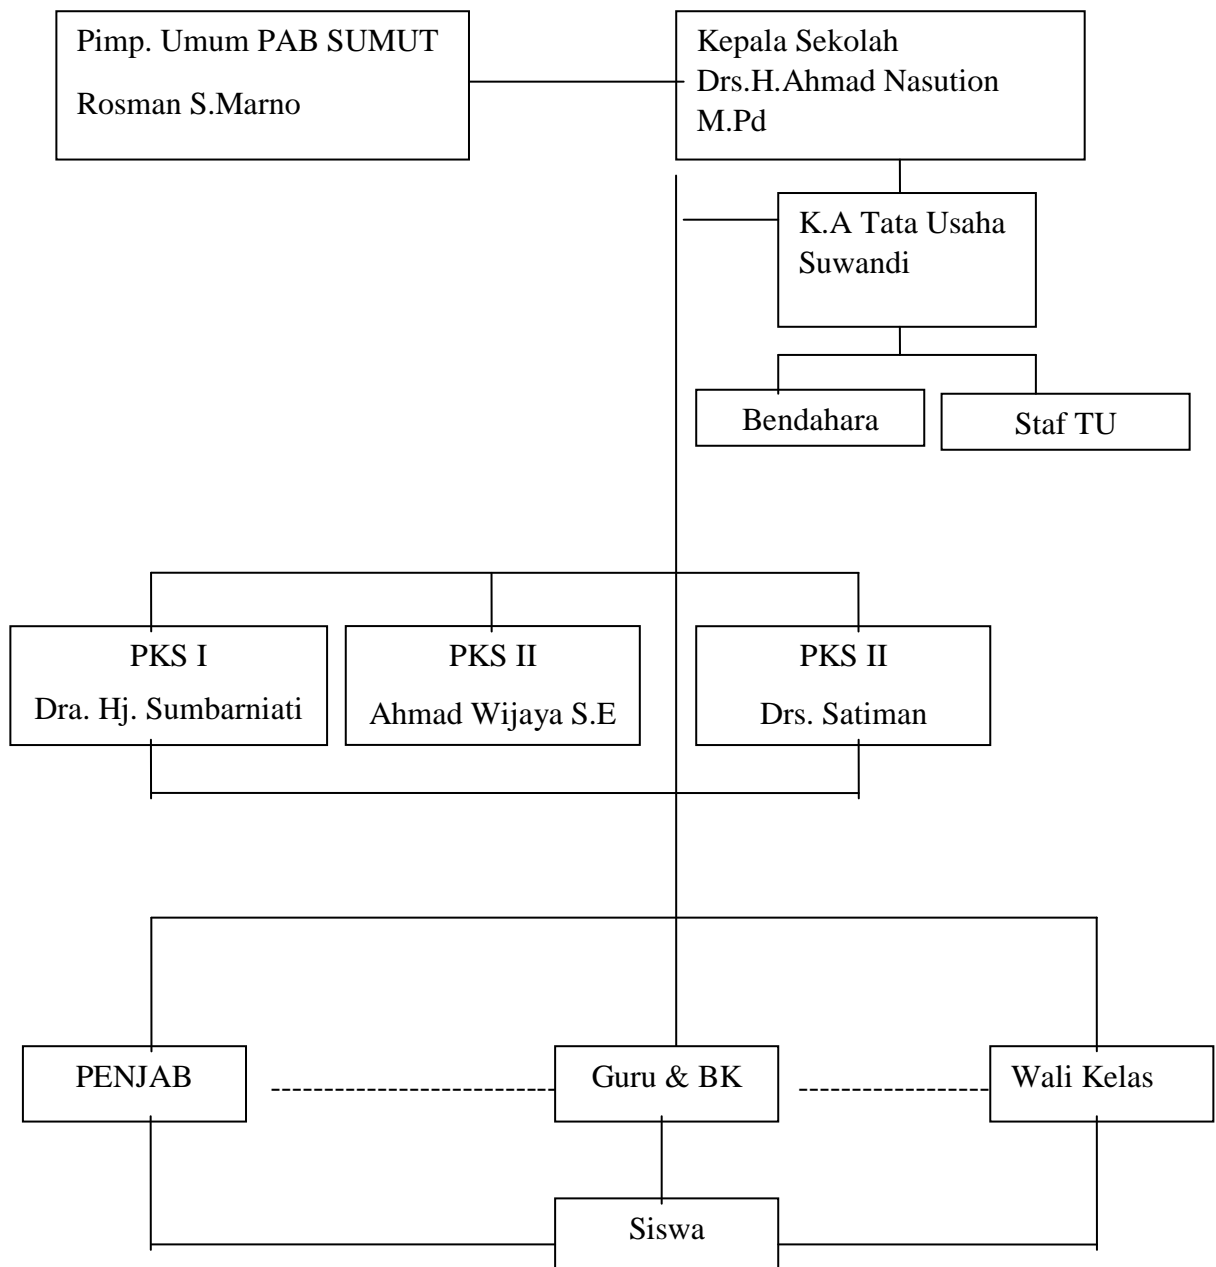 Pimp. Umum PAB SUMUT
Rosman S.Marno
Kepala Sekolah
Drs.H.Ahmad Nasution
M.Pd
K.A Tata Usaha
Suwandi
Bendahara
Staf TU
PKS I
Dra. Hj. Sumbarniati
PKS II
Ahmad Wijaya S.E
PKS II
Drs. Satiman
PENJAB
Guru & BK
Wali Kelas
Siswa